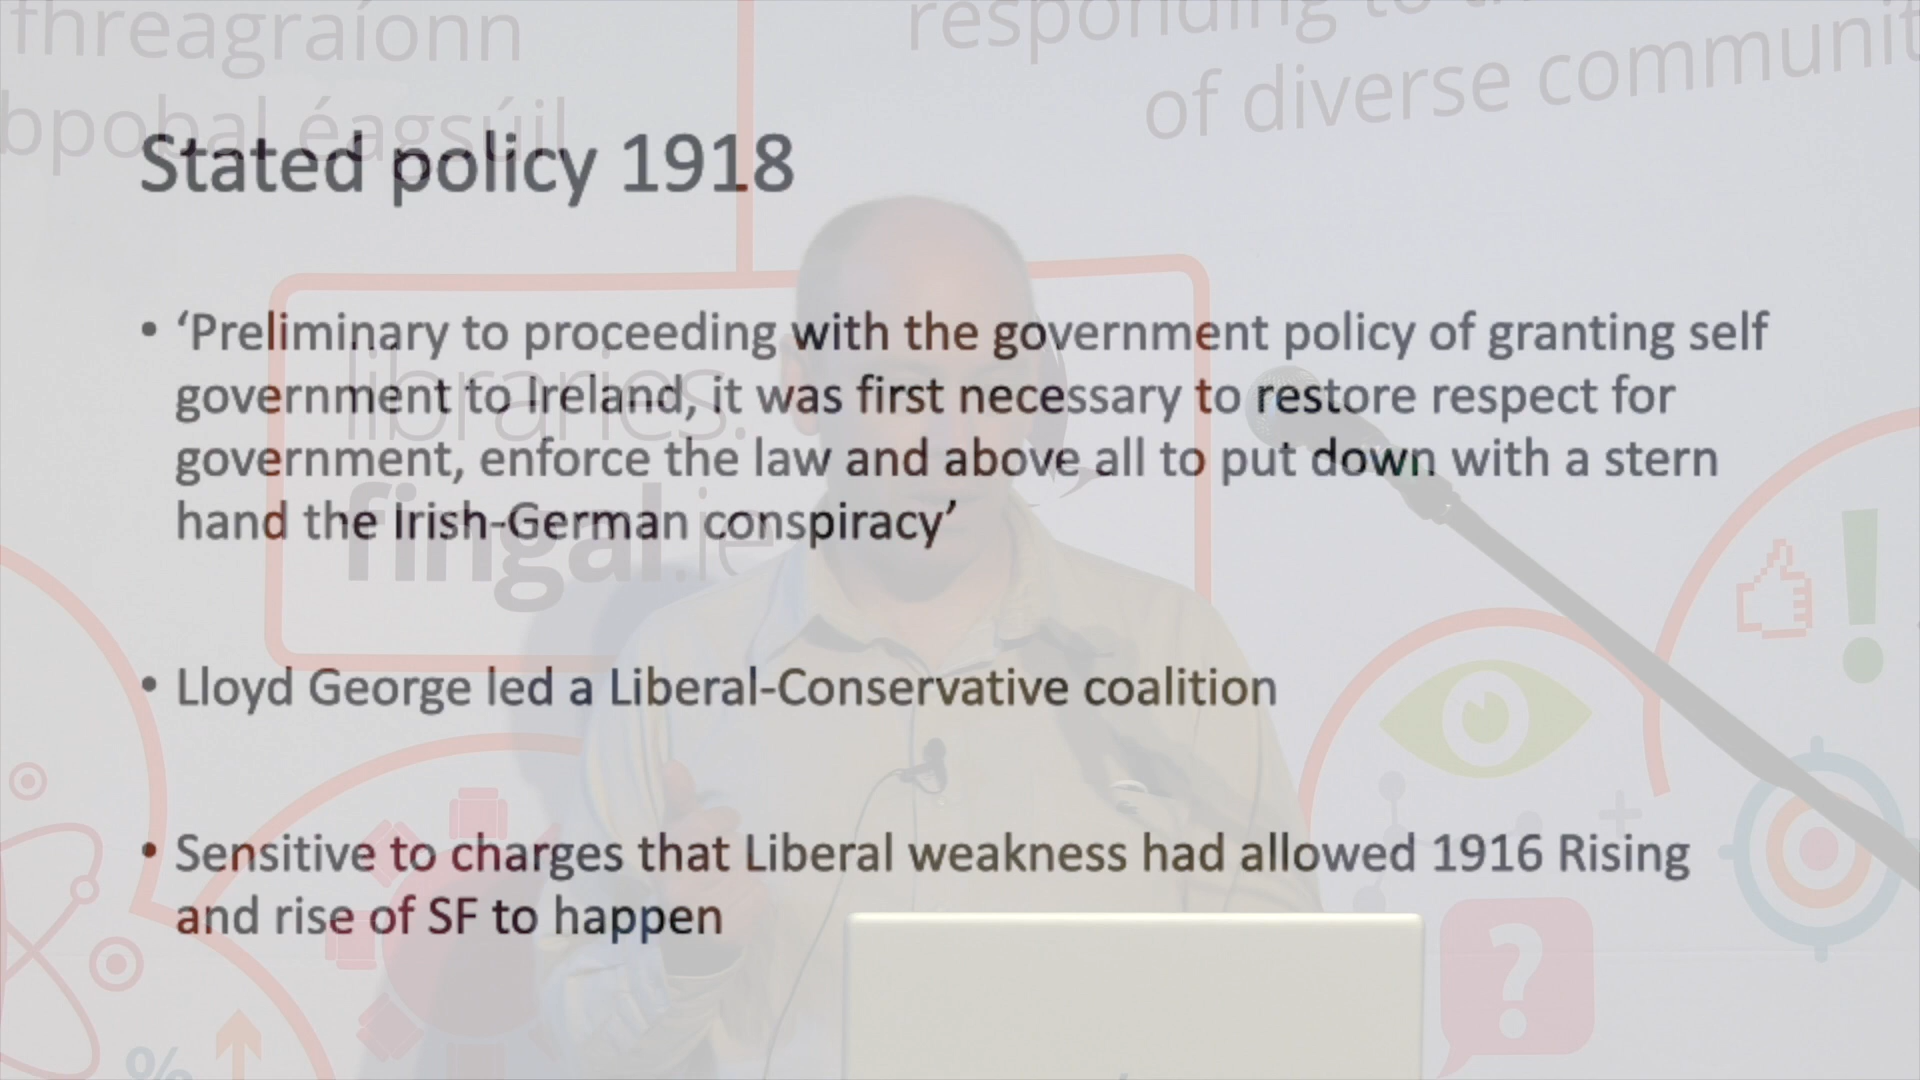 fhreagraíonn
bpobal éagsúil
responding to
of diverse communit
Stated policy 1918
• ‘Preliminary to proceeding with the government policy of granting self
government to Ireland, it was first necessary to restore respect for
government, enforce the law and above all to put down with a stern
hand the Irish-German conspiracy’
libraries.
fingal.ie
• Lloyd George led a Liberal-Conservative coalition
• Sensitive to charges that Liberal weakness had allowed 1916 Rising
and rise of SF to happen
?
!
%